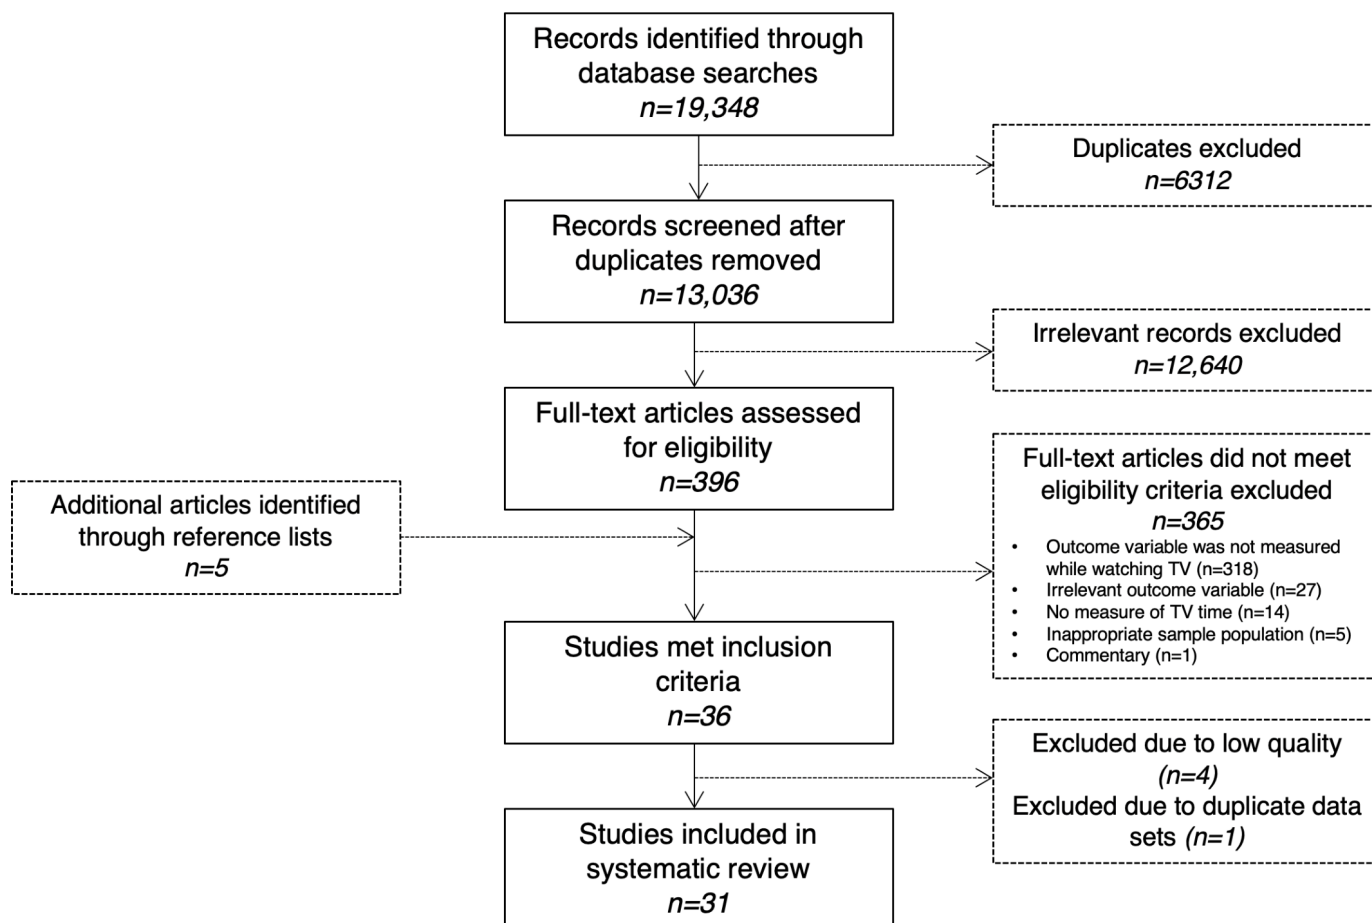 Records identified through
database searches
n=19,348
Duplicates excluded
n=6312
Records screened after
duplicates removed
n=13,036
Irrelevant records excluded
n=12,640
Full-text articles assessed
for eligibility
n=396
Additional articles identified
through reference lists
n=5
Full-text articles did not meet
eligibility criteria excluded
n=365
• Outcome variable was not measured
while watching TV (n=318)
• Irrelevant outcome variable (n=27)
• No measure of TV time (n=14)
• Inappropriate sample population (n=5)
• Commentary (n=1)
Studies met inclusion
criteria
n=36
Excluded due to low quality
(n=4)
Excluded due to duplicate data
sets (n=1)
Studies included in
systematic review
n=31